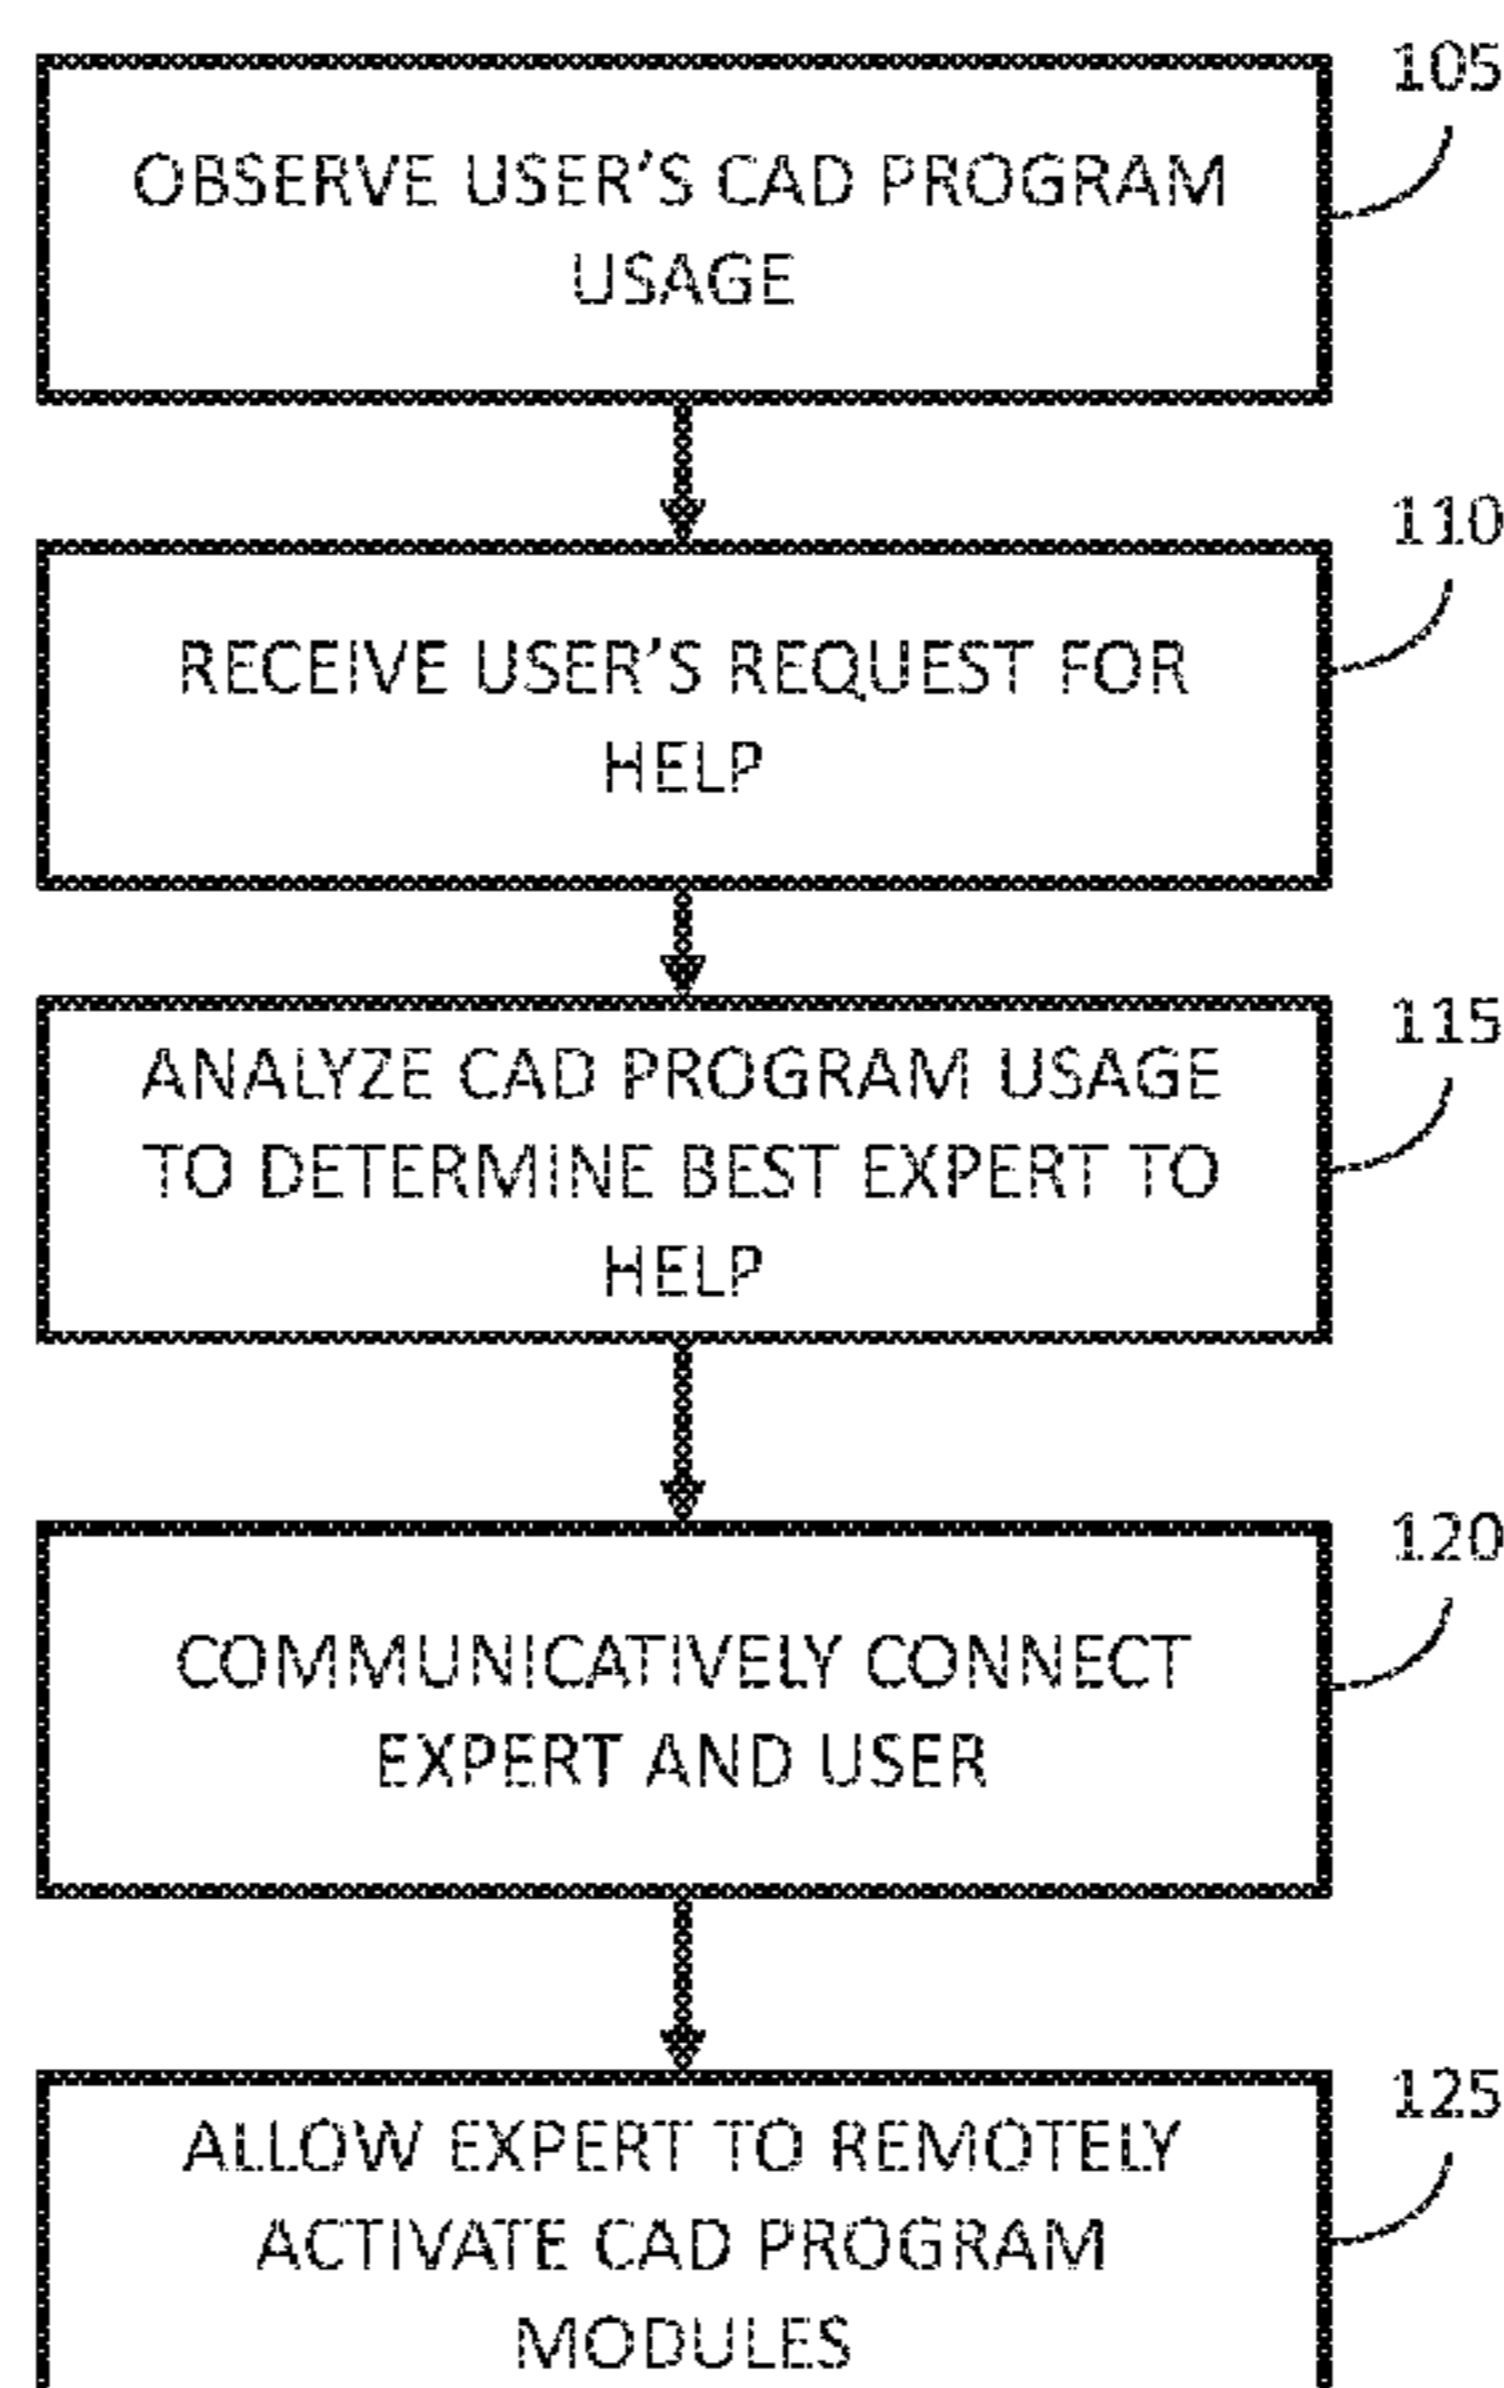 105
OBSERVE USER'S CAD PROGRAM
USAGE
110
RECEIVE USER'S REQUEST FOR
HELP
115
ANALYZE CAD PROGRAM USAGE
TO DETERMINE BEST EXPERT TO
HELP
120
COMMUNICATIVELY CONNECT
EXPERT AND USER
125
ALLOW EXPERT TO REMOTELY
ACTIVATE CAD PROGRAM
MODULES